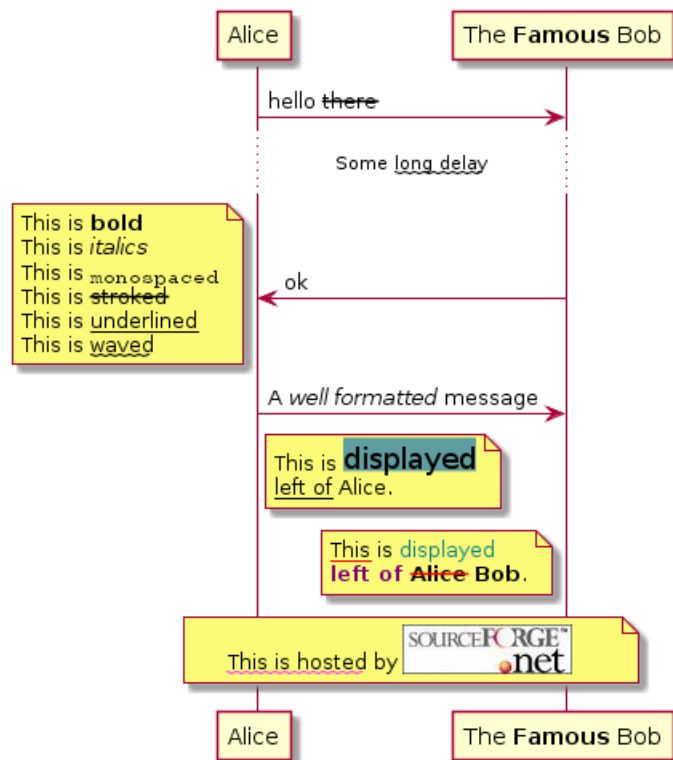 Alice
The Famous Bob
hello there
Some long delay
This is bold
This is italics
This is monospaced
This is stroked
This is underlined
This is waved
ok
A well formatted message
This is displayed
left of Alice.
This is displayed
left of Alice Bob.
This is hosted by SOURCEFORGE™ .net
Alice
The Famous Bob